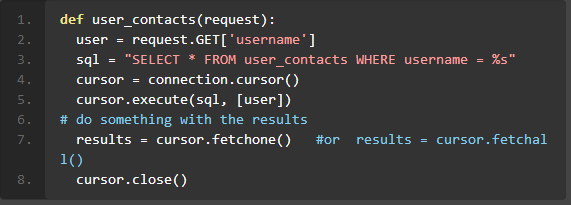 1. def user_contacts(request):
2.   user = request.GET['username']
3.   sql = "SELECT * FROM user_contacts WHERE username = %s"
4.   cursor = connection.cursor()
5.   cursor.execute(sql, [user])
6. # do something with the results
7.   results = cursor.fetchone()   #or  results = cursor.fetchal
l()
8.   cursor.close()